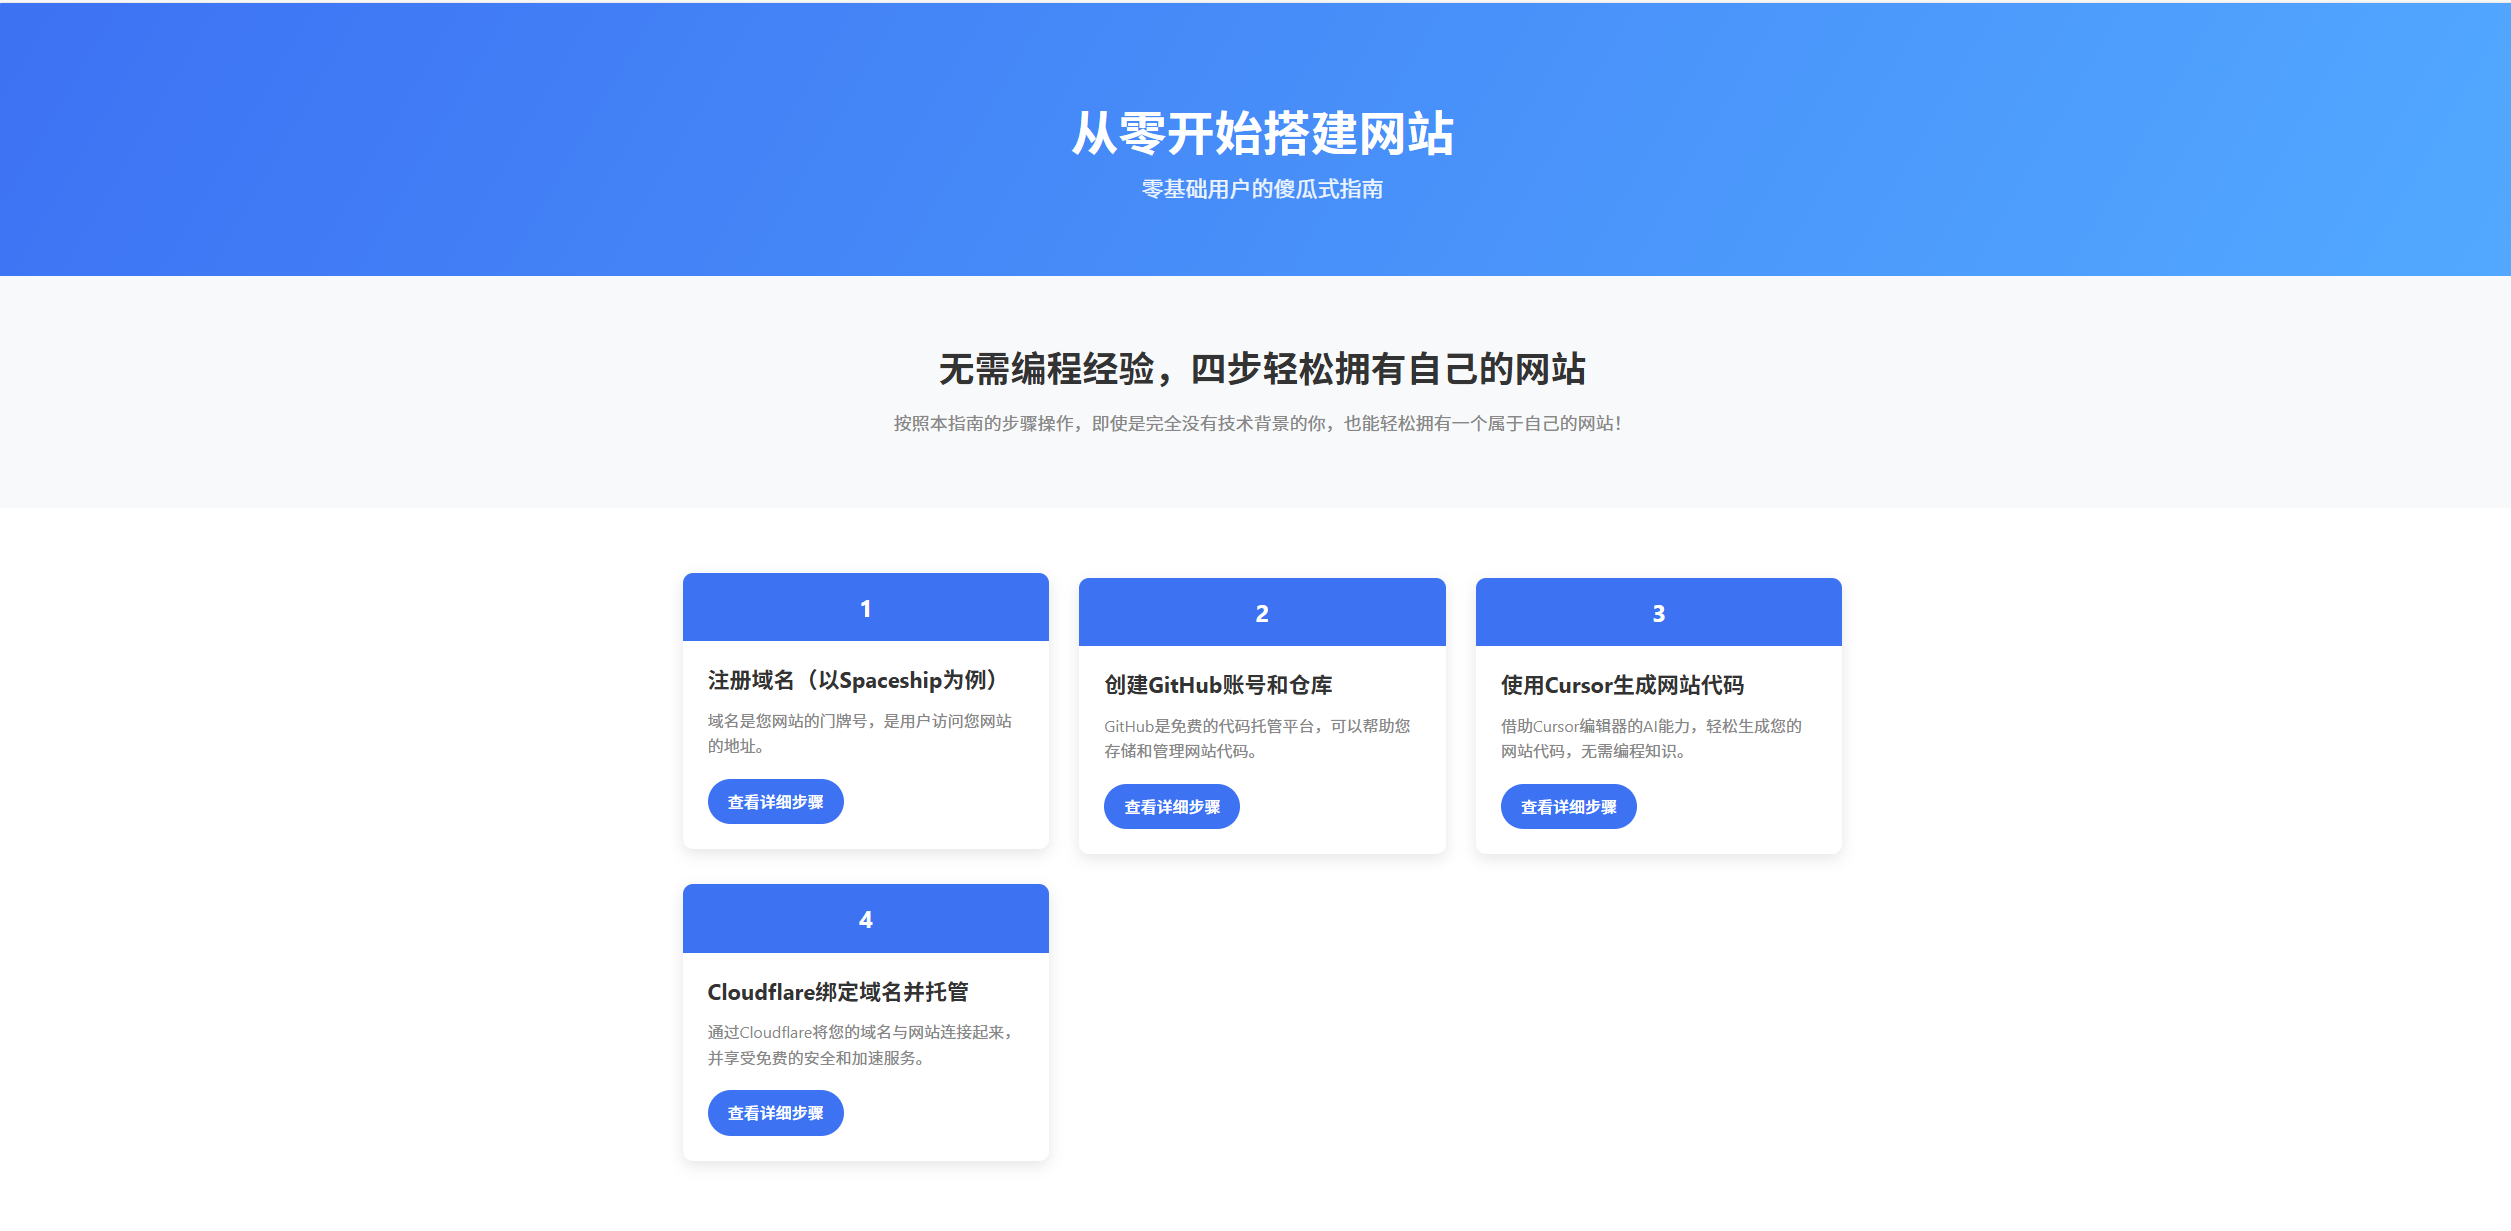 从零开始搭建网站
零基础用户的傻瓜式指南
无需编程经验，四步轻松拥有自己的网站
按照本指南的步骤操作，即使是完全没有技术背景的你，也能轻松拥有一个属于自己的网站！
1
注册域名（以Spaceship为例）
域名是您网站的门牌号，是用户访问您网站
的地址。
查看详细步骤
2
创建GitHub账号和仓库
GitHub是免费的代码托管平台，可以帮助您
存储和管理网站代码。
查看详细步骤
3
使用Cursor生成网站代码
借助Cursor编辑器的AI能力，轻松生成您的
网站代码，无需编程知识。
查看详细步骤
4
Cloudflare绑定域名并托管
通过Cloudflare将您的域名与网站连接起来，
并享受免费的安全和加速服务。
查看详细步骤